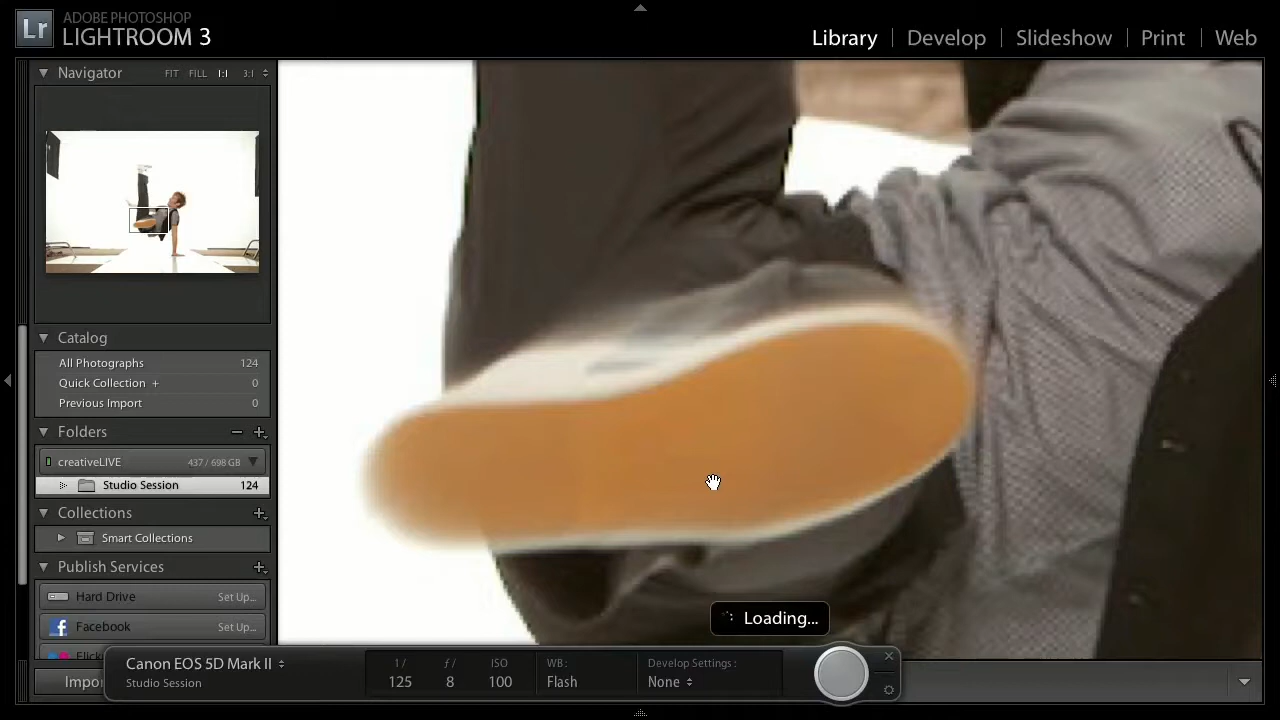 Lr
ADOBE PHOTOSHOP
LIGHTROOM 3
Library
Develop
Slideshow
Print
Web
Navigator
FIT FILL 1:1 3:1
Catalog
All Photographs 124
Quick Collection + 0
Previous Import 0
Folders
creativeLIVE 437 / 698 GB
Studio Session 124
Collections
Smart Collections
Publish Services
Hard Drive Set Up...
Facebook Set Up...
Loading...
Canon EOS 5D Mark II
Studio Session
1/ ƒ/ ISO
125 8 100
WB:
Flash
Develop Settings:
None